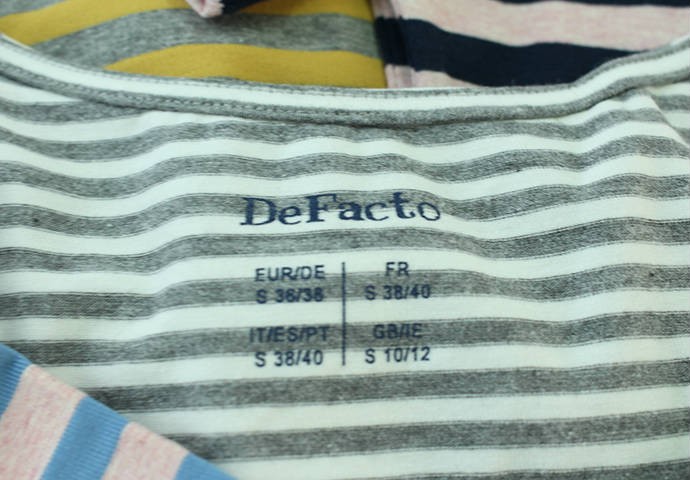 DeFacto
EUR/DE
S 36/38
FR
S 38/40
IT/ES/PT
S 38/40
GB/IE
S 10/12